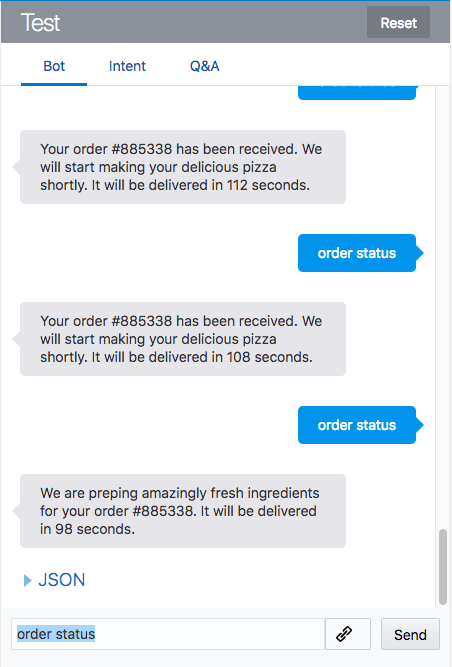 Test
Reset
Bot Intent Q&A
Your order #885338 has been received. We
will start making your delicious pizza
shortly. It will be delivered in 112 seconds.
order status
Your order #885338 has been received. We
will start making your delicious pizza
shortly. It will be delivered in 108 seconds.
order status
We are preping amazingly fresh ingredients
for your order #885338. It will be delivered
in 98 seconds.
JSON
order status
Send